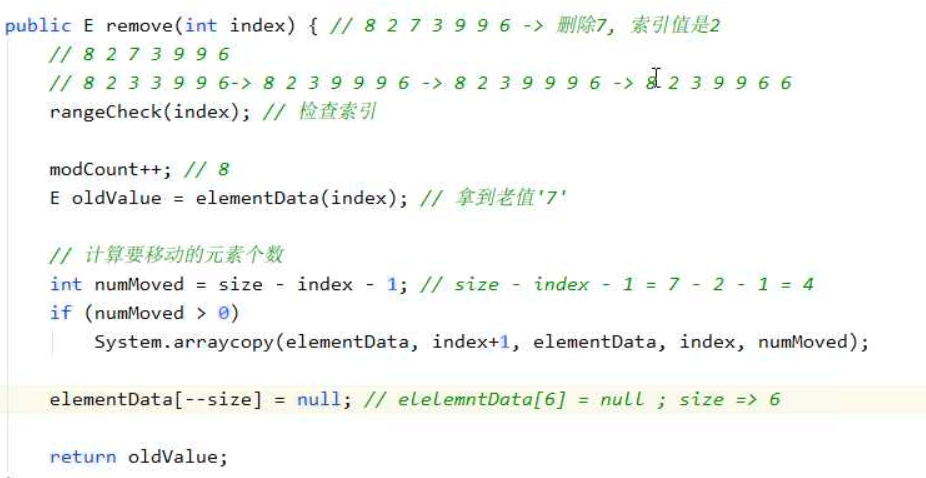 public E remove(int index) { // 8 2 7 3 9 9 6 -> 删除7, 索引值是2
// 8 2 7 3 9 9 6
// 8 2 3 3 9 9 6-> 8 2 3 9 9 9 6 -> 8 2 3 9 9 9 6 -> 8 2 3 9 9 6 6
rangeCheck(index); // 检查索引
modCount++; // 8
E oldValue = elementData(index); // 拿到老值'7'
// 计算要移动的元素个数
int numMoved = size - index - 1; // size - index - 1 = 7 - 2 - 1 = 4
if (numMoved > 0)
System.arraycopy(elementData, index+1, elementData, index, numMoved);
elementData[--size] = null; // elelemntData[6] = null ; size => 6
return oldValue;